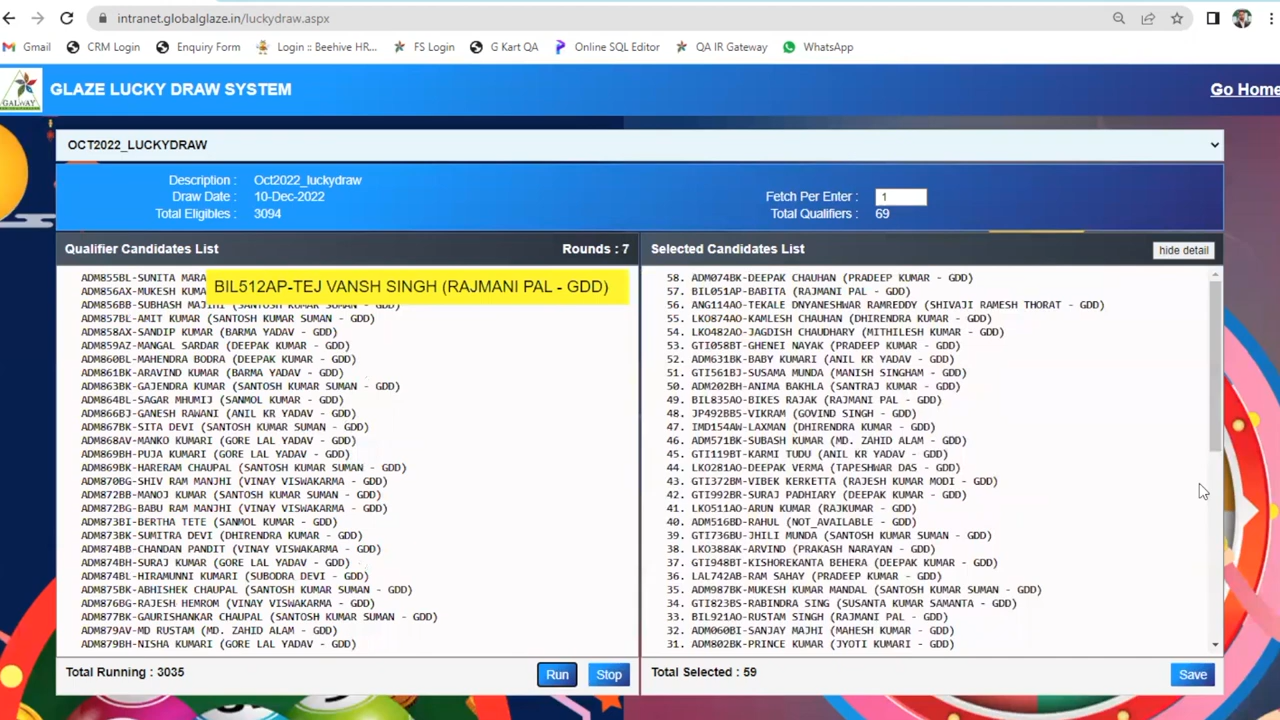 intranet.globalglaze.in/luckydraw.aspx
Gmail CRM Login Enquiry Form Login :: Beehive HR... FS Login G Kart QA Online SQL Editor QA IR Gateway WhatsApp
GALWAY
GLAZE LUCKY DRAW SYSTEM
Go Home
OCT2022_LUCKYDRAW
Description : Oct2022_luckydraw
Draw Date : 10-Dec-2022
Total Eligibles : 3094
Fetch Per Enter : 1
Total Qualifiers : 69
Qualifier Candidates List Rounds : 7
BIL512AP-TEJ VANSH SINGH (RAJMANI PAL - GDD)
ADM855BL-SUNITA MARA
ADM856AX-MUKESH KUMA
ADM856BB-SUBHASH MAJHI (SANTOSH KUMAR SUMAN - GDD)
ADM857BL-AMIT KUMAR (SANTOSH KUMAR SUMAN - GDD)
ADM858AX-SANDIP KUMAR (BARMA YADAV - GDD)
ADM859AZ-MANGAL SARDAR (DEEPAK KUMAR - GDD)
ADM860BL-MAHENDRA BODRA (DEEPAK KUMAR - GDD)
ADM861BK-ARAVIND KUMAR (BARMA YADAV - GDD)
ADM863BK-GAJENDRA KUMAR (SANTOSH KUMAR SUMAN - GDD)
ADM864BL-SAGAR MHUMIJ (SANMOL KUMAR - GDD)
ADM866BJ-GANESH RAWANI (ANIL KR YADAV - GDD)
ADM867BK-SITA DEVI (SANTOSH KUMAR SUMAN - GDD)
ADM868AV-MANKO KUMARI (GORE LAL YADAV - GDD)
ADM869BH-PUJA KUMARI (GORE LAL YADAV - GDD)
ADM869BK-HARERAM CHAUPAL (SANTOSH KUMAR SUMAN - GDD)
ADM870BG-SHIV RAM MANJHI (VINAY VISWAKARMA - GDD)
ADM872BB-MANOJ KUMAR (SANTOSH KUMAR SUMAN - GDD)
ADM872BG-BABU RAM MANJHI (VINAY VISWAKARMA - GDD)
ADM873BI-BERTHA TETE (SANMOL KUMAR - GDD)
ADM873BK-SUMITRA DEVI (DHIRENDRA KUMAR - GDD)
ADM874BB-CHANDAN PANDIT (VINAY VISWAKARMA - GDD)
ADM874BH-SURAJ KUMAR (GORE LAL YADAV - GDD)
ADM874BL-HIRAMUNNI KUMARI (SUBODRA DEVI - GDD)
ADM875BK-ABHISHEK CHAUPAL (SANTOSH KUMAR SUMAN - GDD)
ADM876BG-RAJESH HEMROM (VINAY VISWAKARMA - GDD)
ADM877BK-GAURISHANKAR CHAUPAL (SANTOSH KUMAR SUMAN - GDD)
ADM879AV-MD RUSTAM (MD. ZAHID ALAM - GDD)
ADM879BH-NISHA KUMARI (GORE LAL YADAV - GDD)
Total Running : 3035 Run Stop
Selected Candidates List hide detail
58. ADM074BK-DEEPAK CHAUHAN (PRADEEP KUMAR - GDD)
57. BIL051AP-BABITA (RAJMANI PAL - GDD)
56. ANG114AO-TEKALE DNYANESHWAR RAMREDDY (SHIVAJI RAMESH THORAT - GDD)
55. LKO874AO-KAMLESH CHAUHAN (DHIRENDRA KUMAR - GDD)
54. LKO482AO-JAGDISH CHAUDHARY (MITHILESH KUMAR - GDD)
53. GTI058BT-GHENEI NAYAK (PRADEEP KUMAR - GDD)
52. ADM631BK-BABY KUMARI (ANIL KR YADAV - GDD)
51. GTI561BJ-SUSAMA MUNDA (MANISH SINGHAM - GDD)
50. ADM202BH-ANIMA BAKHLA (SANTRAJ KUMAR - GDD)
49. BIL835AO-BIKES RAJAK (RAJMANI PAL - GDD)
48. JP492BB5-VIKRAM (GOVIND SINGH - GDD)
47. IMD154AW-LAXMAN (DHIRENDRA KUMAR - GDD)
46. ADM571BK-SUBASH KUMAR (MD. ZAHID ALAM - GDD)
45. GTI119BT-KARMI TUDU (ANIL KR YADAV - GDD)
44. LKO281AO-DEEPAK VERMA (TAPESHWAR DAS - GDD)
43. GTI372BM-VIBEK KERKETTA (RAJESH KUMAR MODI - GDD)
42. GTI992BR-SURAJ PADHIARY (DEEPAK KUMAR - GDD)
41. LKO511AO-ARUN KUMAR (RAJKUMAR - GDD)
40. ADM516BD-RAHUL (NOT_AVAILABLE - GDD)
39. GTI736BU-JHILI MUNDA (SANTOSH KUMAR SUMAN - GDD)
38. LKO388AK-ARVIND (PRAKASH NARAYAN - GDD)
37. GTI948BT-KISHOREKANTA BEHERA (DEEPAK KUMAR - GDD)
36. LAL742AB-RAM SAHAY (PRADEEP KUMAR - GDD)
35. ADM987BK-MUKESH KUMAR MANDAL (SANTOSH KUMAR SUMAN - GDD)
34. GTI823BS-RABINDRA SING (SUSANTA KUMAR SAMANTA - GDD)
33. BIL921AO-RUSTAM SINGH (RAJMANI PAL - GDD)
32. ADM060BI-SANJAY MAJHI (MAHESH KUMAR - GDD)
31. ADM802BK-PRINCE KUMAR (JYOTI KUMARI - GDD)
Total Selected : 59 Save